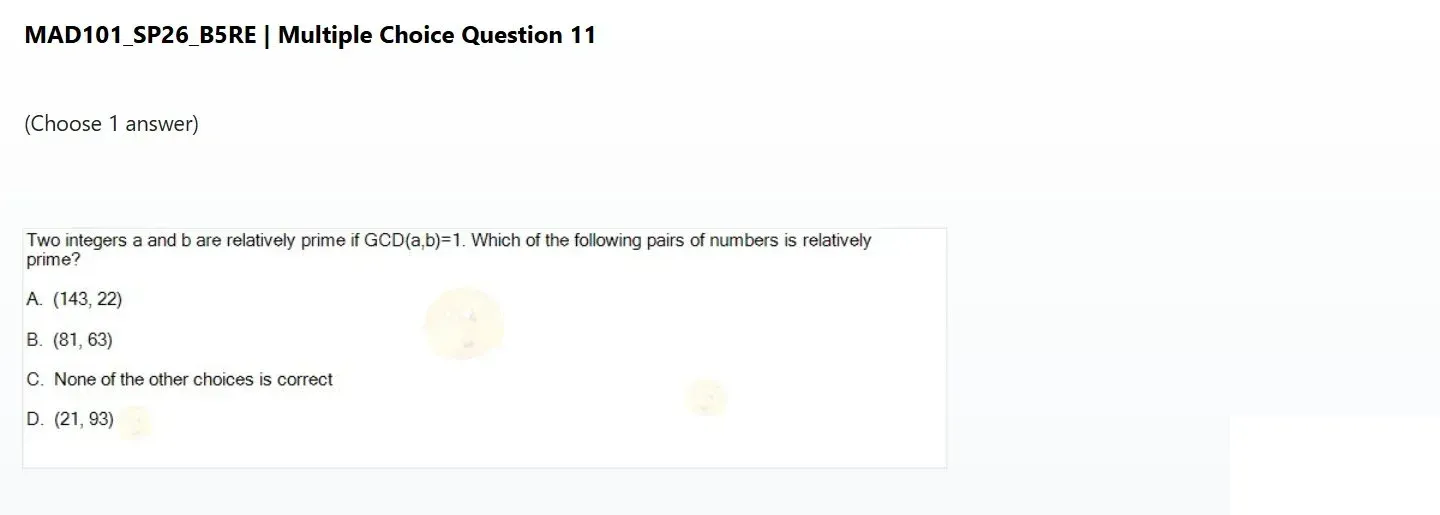 MAD101_SP26_B5RE | Multiple Choice Question 11
(Choose 1 answer)
Two integers a and b are relatively prime if GCD(a,b)=1. Which of the following pairs of numbers is relatively
prime?
A. (143, 22)
B. (81, 63)
C. None of the other choices is correct
D. (21, 93)